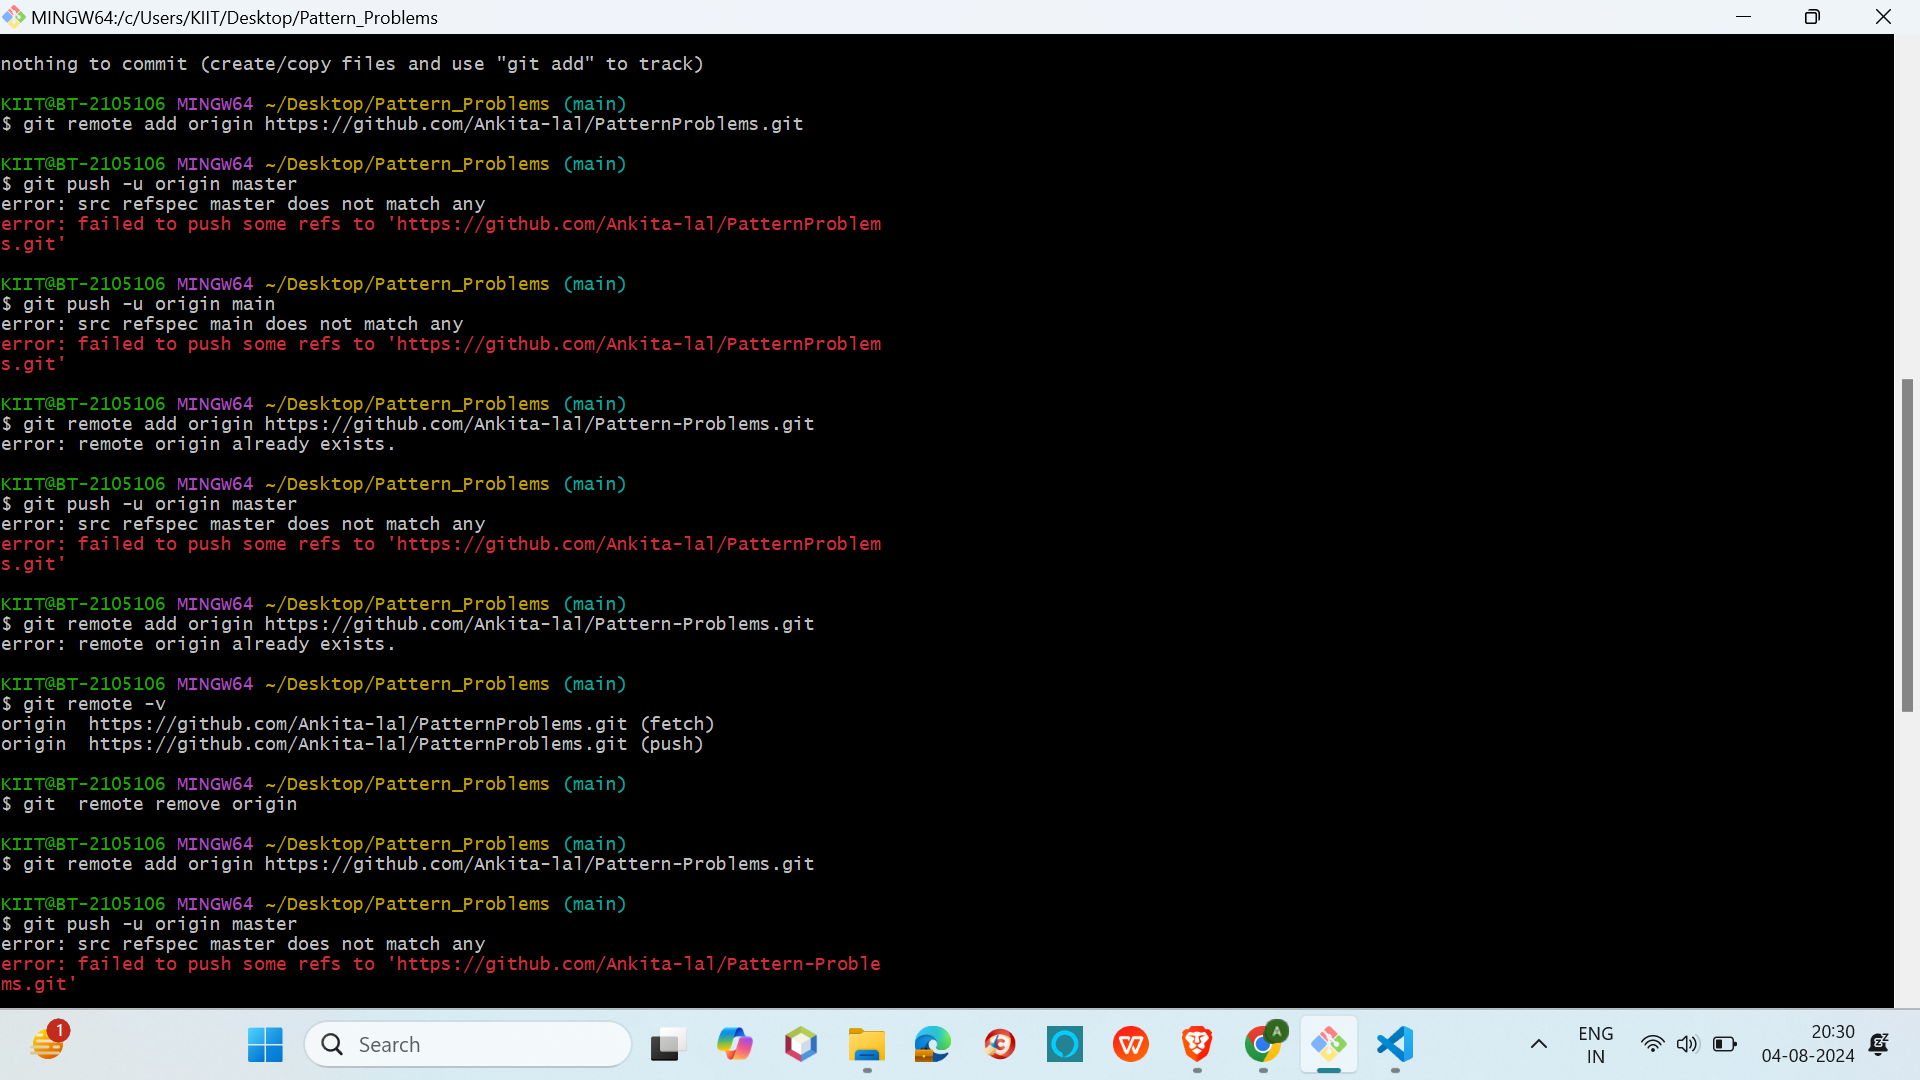 MINGW64:/c/Users/KIIT/Desktop/Pattern_Problems
nothing to commit (create/copy files and use "git add" to track)
KIIT@BT-2105106 MINGW64 ~/Desktop/Pattern_Problems (main)
$ git remote add origin https://github.com/Ankita-lal/PatternProblems.git
KIIT@BT-2105106 MINGW64 ~/Desktop/Pattern_Problems (main)
$ git push -u origin master
error: src refspec master does not match any
error: failed to push some refs to 'https://github.com/Ankita-lal/PatternProblem
s.git'
KIIT@BT-2105106 MINGW64 ~/Desktop/Pattern_Problems (main)
$ git push -u origin main
error: src refspec main does not match any
error: failed to push some refs to 'https://github.com/Ankita-lal/PatternProblem
s.git'
KIIT@BT-2105106 MINGW64 ~/Desktop/Pattern_Problems (main)
$ git remote add origin https://github.com/Ankita-lal/Pattern-Problems.git
error: remote origin already exists.
KIIT@BT-2105106 MINGW64 ~/Desktop/Pattern_Problems (main)
$ git push -u origin master
error: src refspec master does not match any
error: failed to push some refs to 'https://github.com/Ankita-lal/PatternProblem
s.git'
KIIT@BT-2105106 MINGW64 ~/Desktop/Pattern_Problems (main)
$ git remote add origin https://github.com/Ankita-lal/Pattern-Problems.git
error: remote origin already exists.
KIIT@BT-2105106 MINGW64 ~/Desktop/Pattern_Problems (main)
$ git remote -v
origin  https://github.com/Ankita-lal/PatternProblems.git (fetch)
origin  https://github.com/Ankita-lal/PatternProblems.git (push)
KIIT@BT-2105106 MINGW64 ~/Desktop/Pattern_Problems (main)
$ git  remote remove origin
KIIT@BT-2105106 MINGW64 ~/Desktop/Pattern_Problems (main)
$ git remote add origin https://github.com/Ankita-lal/Pattern-Problems.git
KIIT@BT-2105106 MINGW64 ~/Desktop/Pattern_Problems (main)
$ git push -u origin master
error: src refspec master does not match any
error: failed to push some refs to 'https://github.com/Ankita-lal/Pattern-Proble
ms.git'
1
Search
A
ENG
IN
20:30
04-08-2024